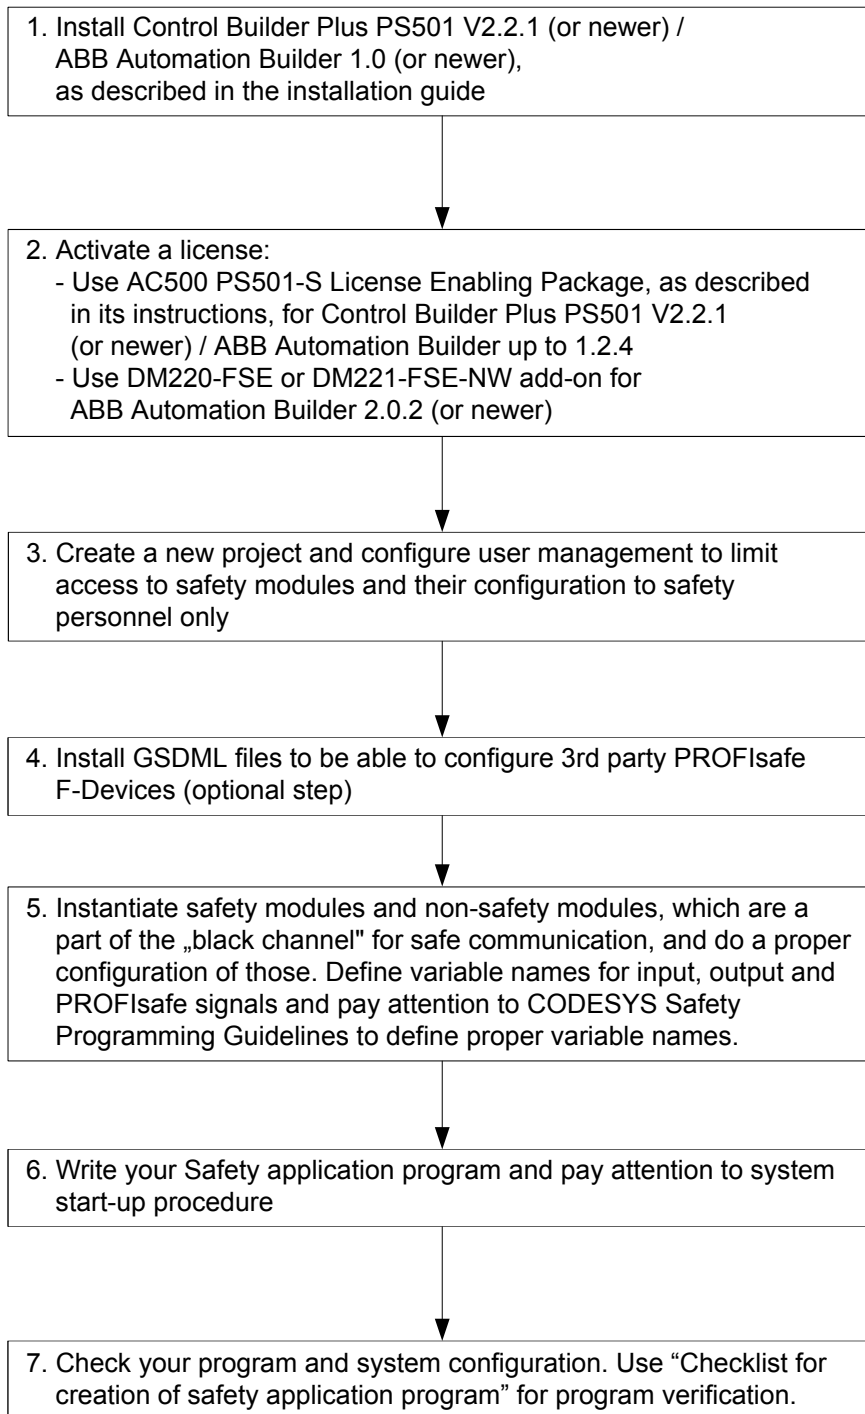 1. Install Control Builder Plus PS501 V2.2.1 (or newer) /
ABB Automation Builder 1.0 (or newer),
as described in the installation guide
2. Activate a license:
- Use AC500 PS501-S License Enabling Package, as described
in its instructions, for Control Builder Plus PS501 V2.2.1
(or newer) / ABB Automation Builder up to 1.2.4
- Use DM220-FSE or DM221-FSE-NW add-on for
ABB Automation Builder 2.0.2 (or newer)
3. Create a new project and configure user management to limit
access to safety modules and their configuration to safety
personnel only
4. Install GSDML files to be able to configure 3rd party PROFIsafe
F-Devices (optional step)
5. Instantiate safety modules and non-safety modules, which are a
part of the „black channel" for safe communication, and do a proper
configuration of those. Define variable names for input, output and
PROFIsafe signals and pay attention to CODESYS Safety
Programming Guidelines to define proper variable names.
6. Write your Safety application program and pay attention to system
start-up procedure
7. Check your program and system configuration. Use “Checklist for
creation of safety application program” for program verification.